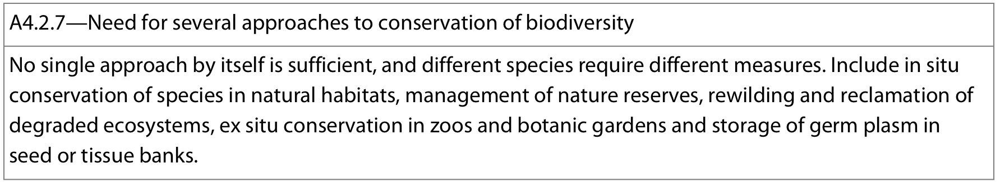 A4.2.7—Need for several approaches to conservation of biodiversity
No single approach by itself is sufficient, and different species require different measures. Include in situ
conservation of species in natural habitats, management of nature reserves, rewilding and reclamation of
degraded ecosystems, ex situ conservation in zoos and botanic gardens and storage of germ plasm in
seed or tissue banks.